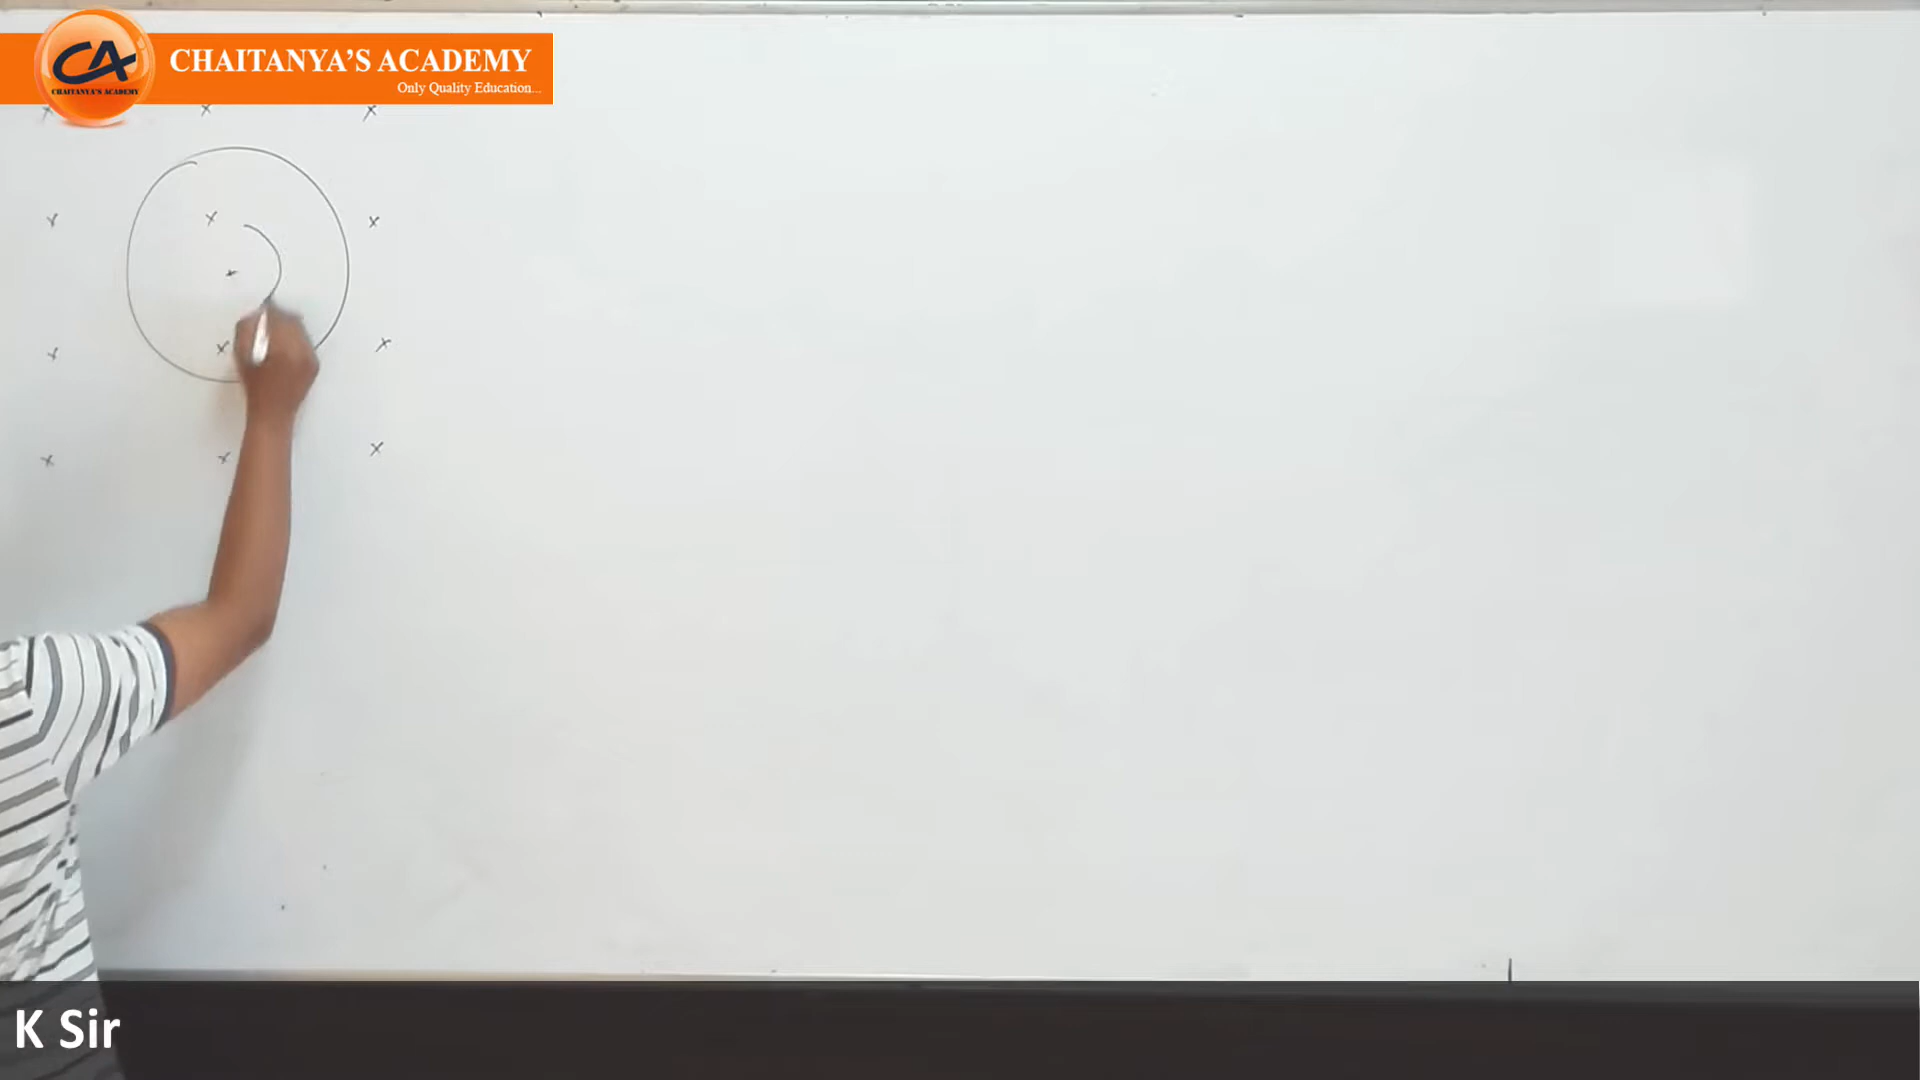 CA
CHAITANYA'S ACADEMY
CHAITANYA'S ACADEMY
Only Quality Education...
x x x
x x x
x x x
x x x
K Sir